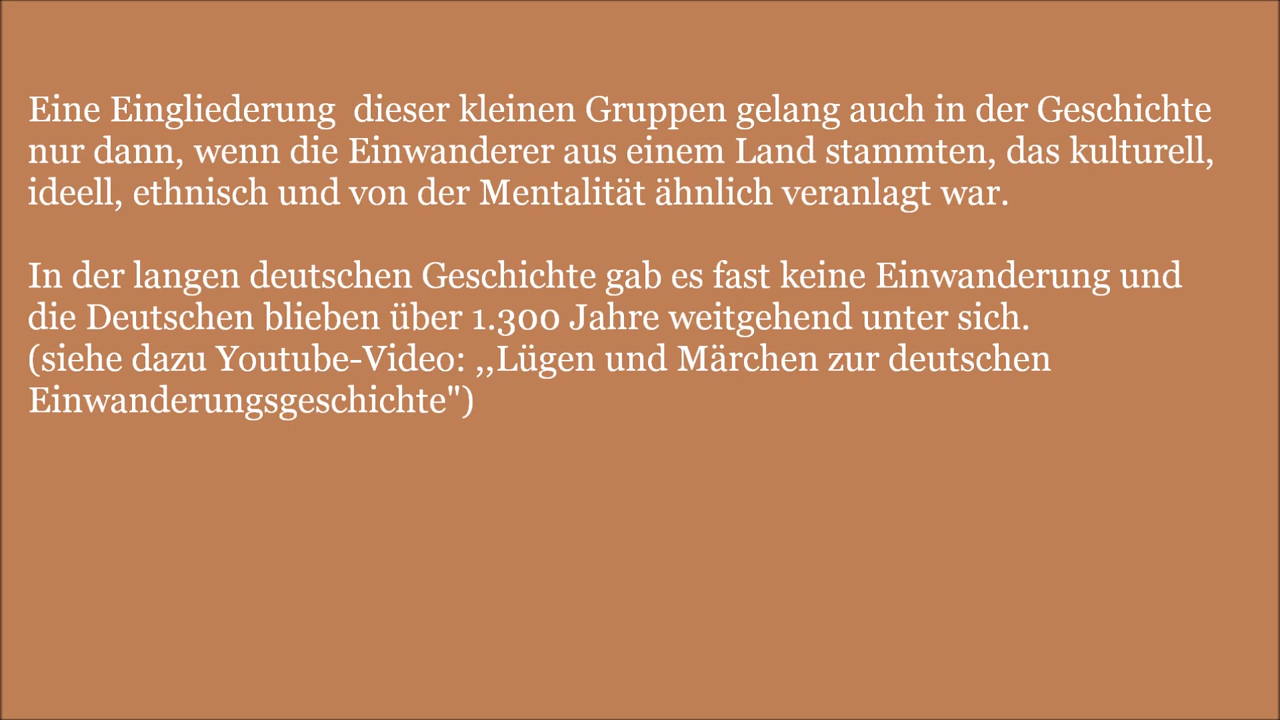 Eine Eingliederung  dieser kleinen Gruppen gelang auch in der Geschichte
nur dann, wenn die Einwanderer aus einem Land stammten, das kulturell,
ideell, ethnisch und von der Mentalität ähnlich veranlagt war.
In der langen deutschen Geschichte gab es fast keine Einwanderung und
die Deutschen blieben über 1.300 Jahre weitgehend unter sich.
(siehe dazu Youtube-Video: ,,Lügen und Märchen zur deutschen
Einwanderungsgeschichte")